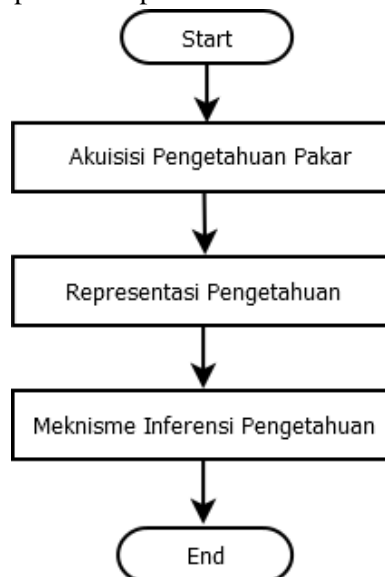 Start
Akuisisi Pengetahuan Pakar
Representasi Pengetahuan
Meknisme Inferensi Pengetahuan
End